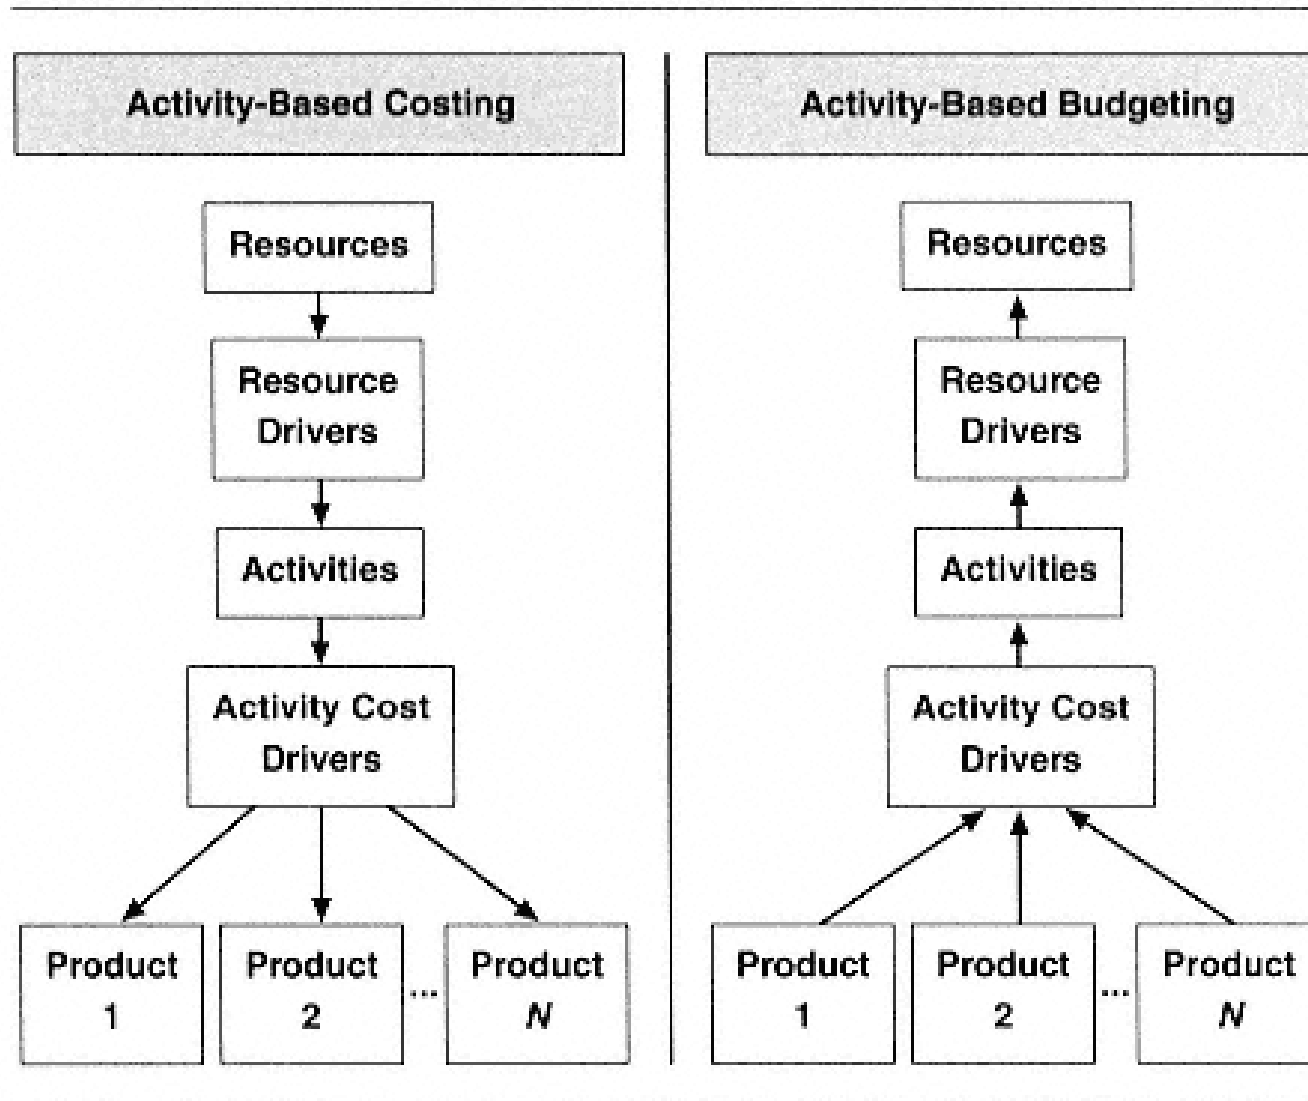 Activity-Based Costing
Resources
Resource
Drivers
Activities
Activity Cost
Drivers
Product
1
Product
2
...
Product
N
Activity-Based Budgeting
Resources
Resource
Drivers
Activities
Activity Cost
Drivers
Product
1
Product
2
...
Product
N